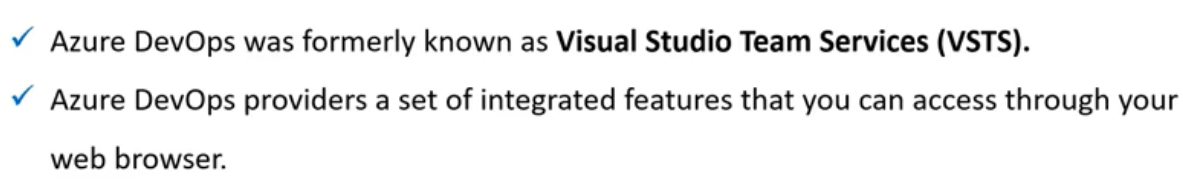 ✓ Azure DevOps was formerly known as Visual Studio Team Services (VSTS).
✓ Azure DevOps providers a set of integrated features that you can access through your
web browser.